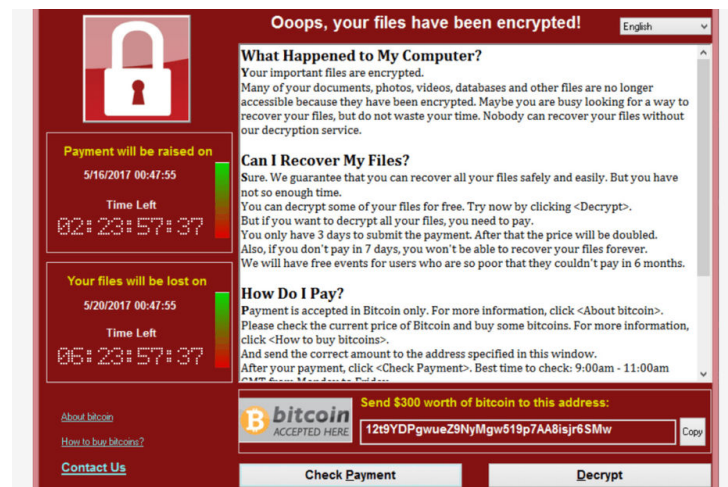 Ooops, your files have been encrypted!
English
What Happened to My Computer?
Your important files are encrypted.
Many of your documents, photos, videos, databases and other files are no longer
accessible because they have been encrypted. Maybe you are busy looking for a way to
recover your files, but do not waste your time. Nobody can recover your files without
our decryption service.
Can I Recover My Files?
Sure. We guarantee that you can recover all your files safely and easily. But you have
not so enough time.
You can decrypt some of your files for free. Try now by clicking <Decrypt>.
But if you want to decrypt all your files, you need to pay.
You only have 3 days to submit the payment. After that the price will be doubled.
Also, if you don't pay in 7 days, you won't be able to recover your files forever.
We will have free events for users who are so poor that they couldn't pay in 6 months.
How Do I Pay?
Payment is accepted in Bitcoin only. For more information, click <About bitcoin>.
Please check the current price of Bitcoin and buy some bitcoins. For more information,
click <How to buy bitcoins>.
And send the correct amount to the address specified in this window.
After your payment, click <Check Payment>. Best time to check: 9:00am - 11:00am
GMT from Monday to Friday
Payment will be raised on
5/16/2017 00:47:55
Time Left
02:23:57:37
Your files will be lost on
5/20/2017 00:47:55
Time Left
06:23:57:37
About bitcoin
How to buy bitcoins?
Contact Us
bitcoin
ACCEPTED HERE
Send $300 worth of bitcoin to this address:
12t9YDPgwueZ9NyMgw519p7AA8isjr6SMw
Copy
Check Payment
Decrypt